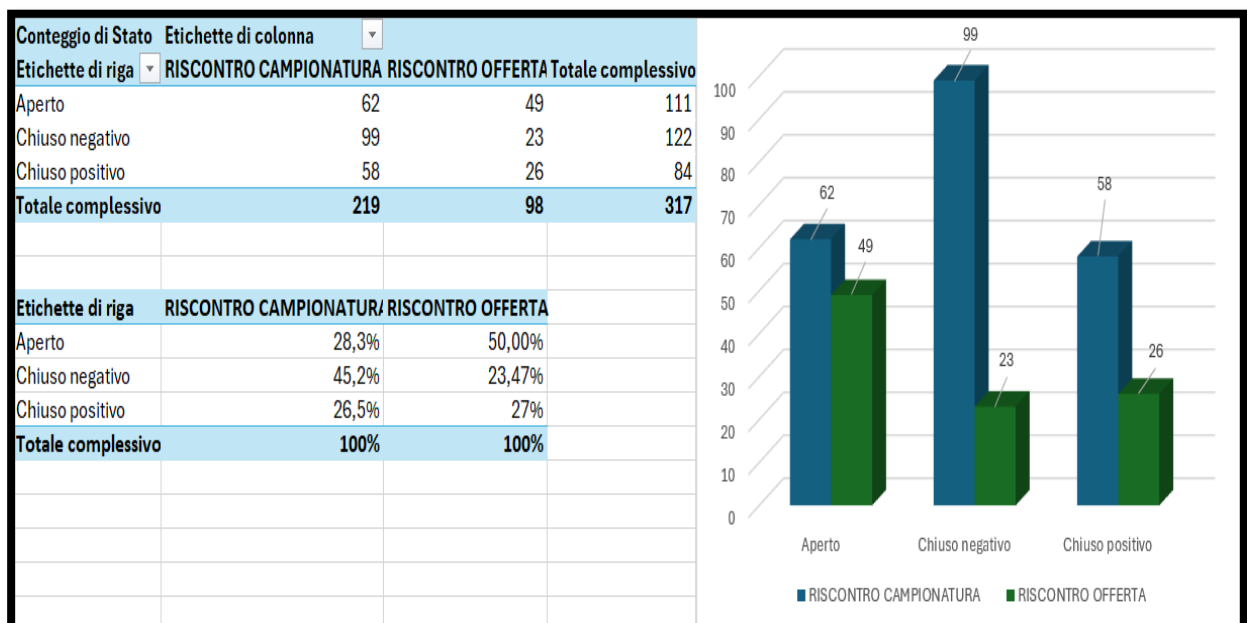 Conteggio di Stato Etichette di colonna
Etichette di riga RISCONTRO CAMPIONATURA RISCONTRO OFFERTA Totale complessivo
Aperto 62 49 111
Chiuso negativo 99 23 122
Chiuso positivo 58 26 84
Totale complessivo 219 98 317
Etichette di riga RISCONTRO CAMPIONATURA RISCONTRO OFFERTA
Aperto 28,3% 50,00%
Chiuso negativo 45,2% 23,47%
Chiuso positivo 26,5% 27%
Totale complessivo 100% 100%
99
100
90
80
58
62
70
49
60
50
40
23
26
30
20
10
0
Aperto Chiuso negativo Chiuso positivo
RISCONTRO CAMPIONATURA RISCONTRO OFFERTA